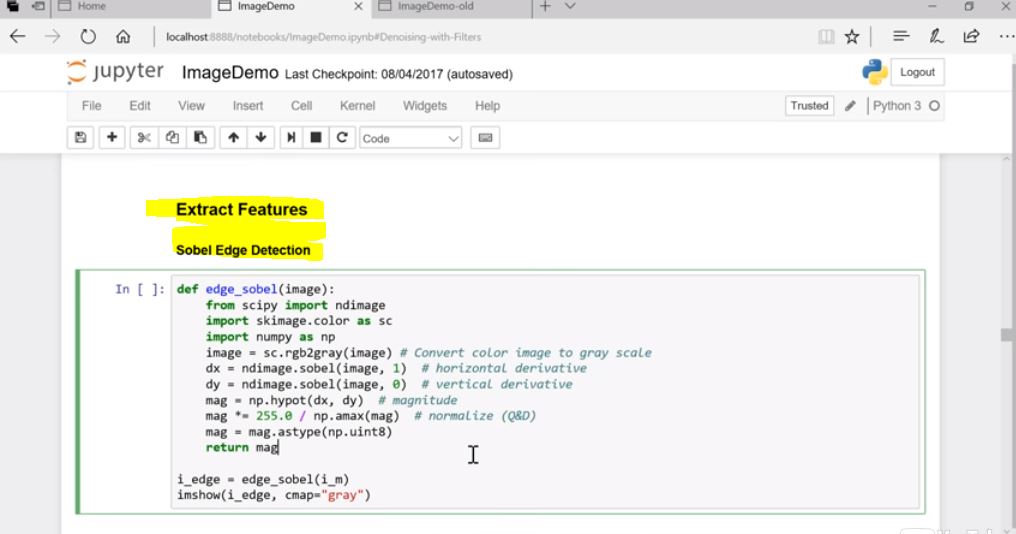 Home
ImageDemo
ImageDemo-old
localhost:8888/notebooks/ImageDemo.ipynb#Denoising-with-Filters
jupyter ImageDemo Last Checkpoint: 08/04/2017 (autosaved)
Logout
File Edit View Insert Cell Kernel Widgets Help
Trusted
Python 3
Code
Extract Features
Sobel Edge Detection
In [ ]: def edge_sobel(image):
from scipy import ndimage
import skimage.color as sc
import numpy as np
image = sc.rgb2gray(image) # Convert color image to gray scale
dx = ndimage.sobel(image, 1) # horizontal derivative
dy = ndimage.sobel(image, 0) # vertical derivative
mag = np.hypot(dx, dy) # magnitude
mag *= 255.0 / np.amax(mag) # normalize (Q&D)
mag = mag.astype(np.uint8)
return mag
i_edge = edge_sobel(i_m)
imshow(i_edge, cmap="gray")